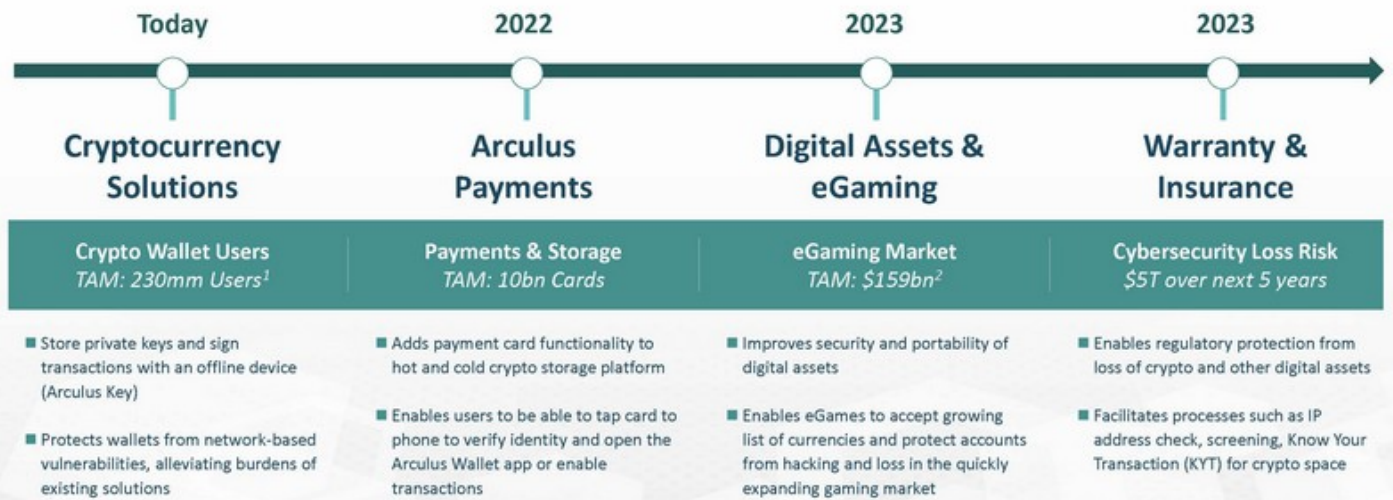 Today
2022
2023
2023
Cryptocurrency
Solutions
Arculus
Payments
Digital Assets &
eGaming
Warranty &
Insurance
Crypto Wallet Users
TAM: 230mm Users¹
Payments & Storage
TAM: 10bn Cards
eGaming Market
TAM: $159bn²
Cybersecurity Loss Risk
$5T over next 5 years
■ Store private keys and sign
transactions with an offline device
(Arculus Key)
■ Protects wallets from network-based
vulnerabilities, alleviating burdens of
existing solutions
■ Adds payment card functionality to
hot and cold crypto storage platform
■ Enables users to be able to tap card to
phone to verify identity and open the
Arculus Wallet app or enable
transactions
■ Improves security and portability of
digital assets
■ Enables eGames to accept growing
list of currencies and protect accounts
from hacking and loss in the quickly
expanding gaming market
■ Enables regulatory protection from
loss of crypto and other digital assets
■ Facilitates processes such as IP
address check, screening, Know Your
Transaction (KYT) for crypto space